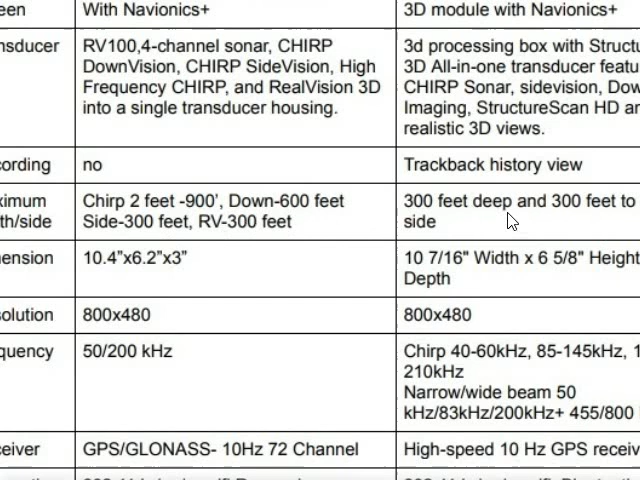 een
With Navionics+
3D module with Navionics+
nsducer
RV100,4-channel sonar, CHIRP
DownVision, CHIRP SideVision, High
Frequency CHIRP, and RealVision 3D
into a single transducer housing.
3d processing box with Structu
3D All-in-one transducer featu
CHIRP Sonar, sidevision, Dow
Imaging, StructureScan HD an
realistic 3D views.
cording
no
Trackback history view
ximum
th/side
Chirp 2 feet -900’, Down-600 feet
Side-300 feet, RV-300 feet
300 feet deep and 300 feet to
side
ension
10.4”x6.2”x3”
10 7/16" Width x 6 5/8" Height
Depth
solution
800x480
800x480
quency
50/200 kHz
Chirp 40-60kHz, 85-145kHz, 1
210kHz
Narrow/wide beam 50
kHz/83kHz/200kHz+ 455/800
ceiver
GPS/GLONASS- 10Hz 72 Channel
High-speed 10 Hz GPS receiv